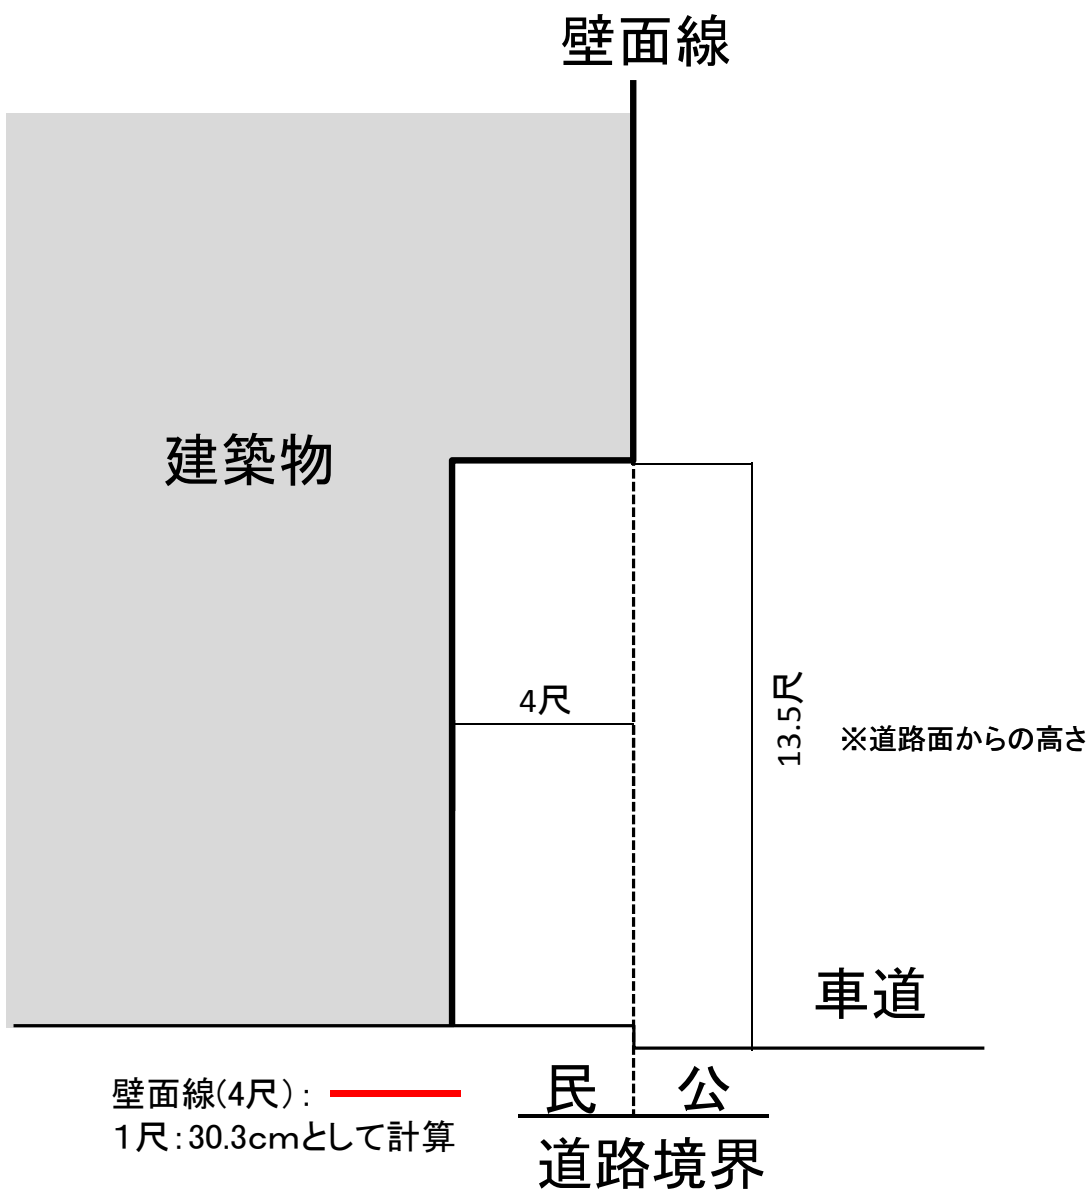 壁面線
建築物
4尺
13.5尺
※道路面からの高さ
車道
壁面線(4尺):
1尺:30.3cmとして計算
民 公
道路境界